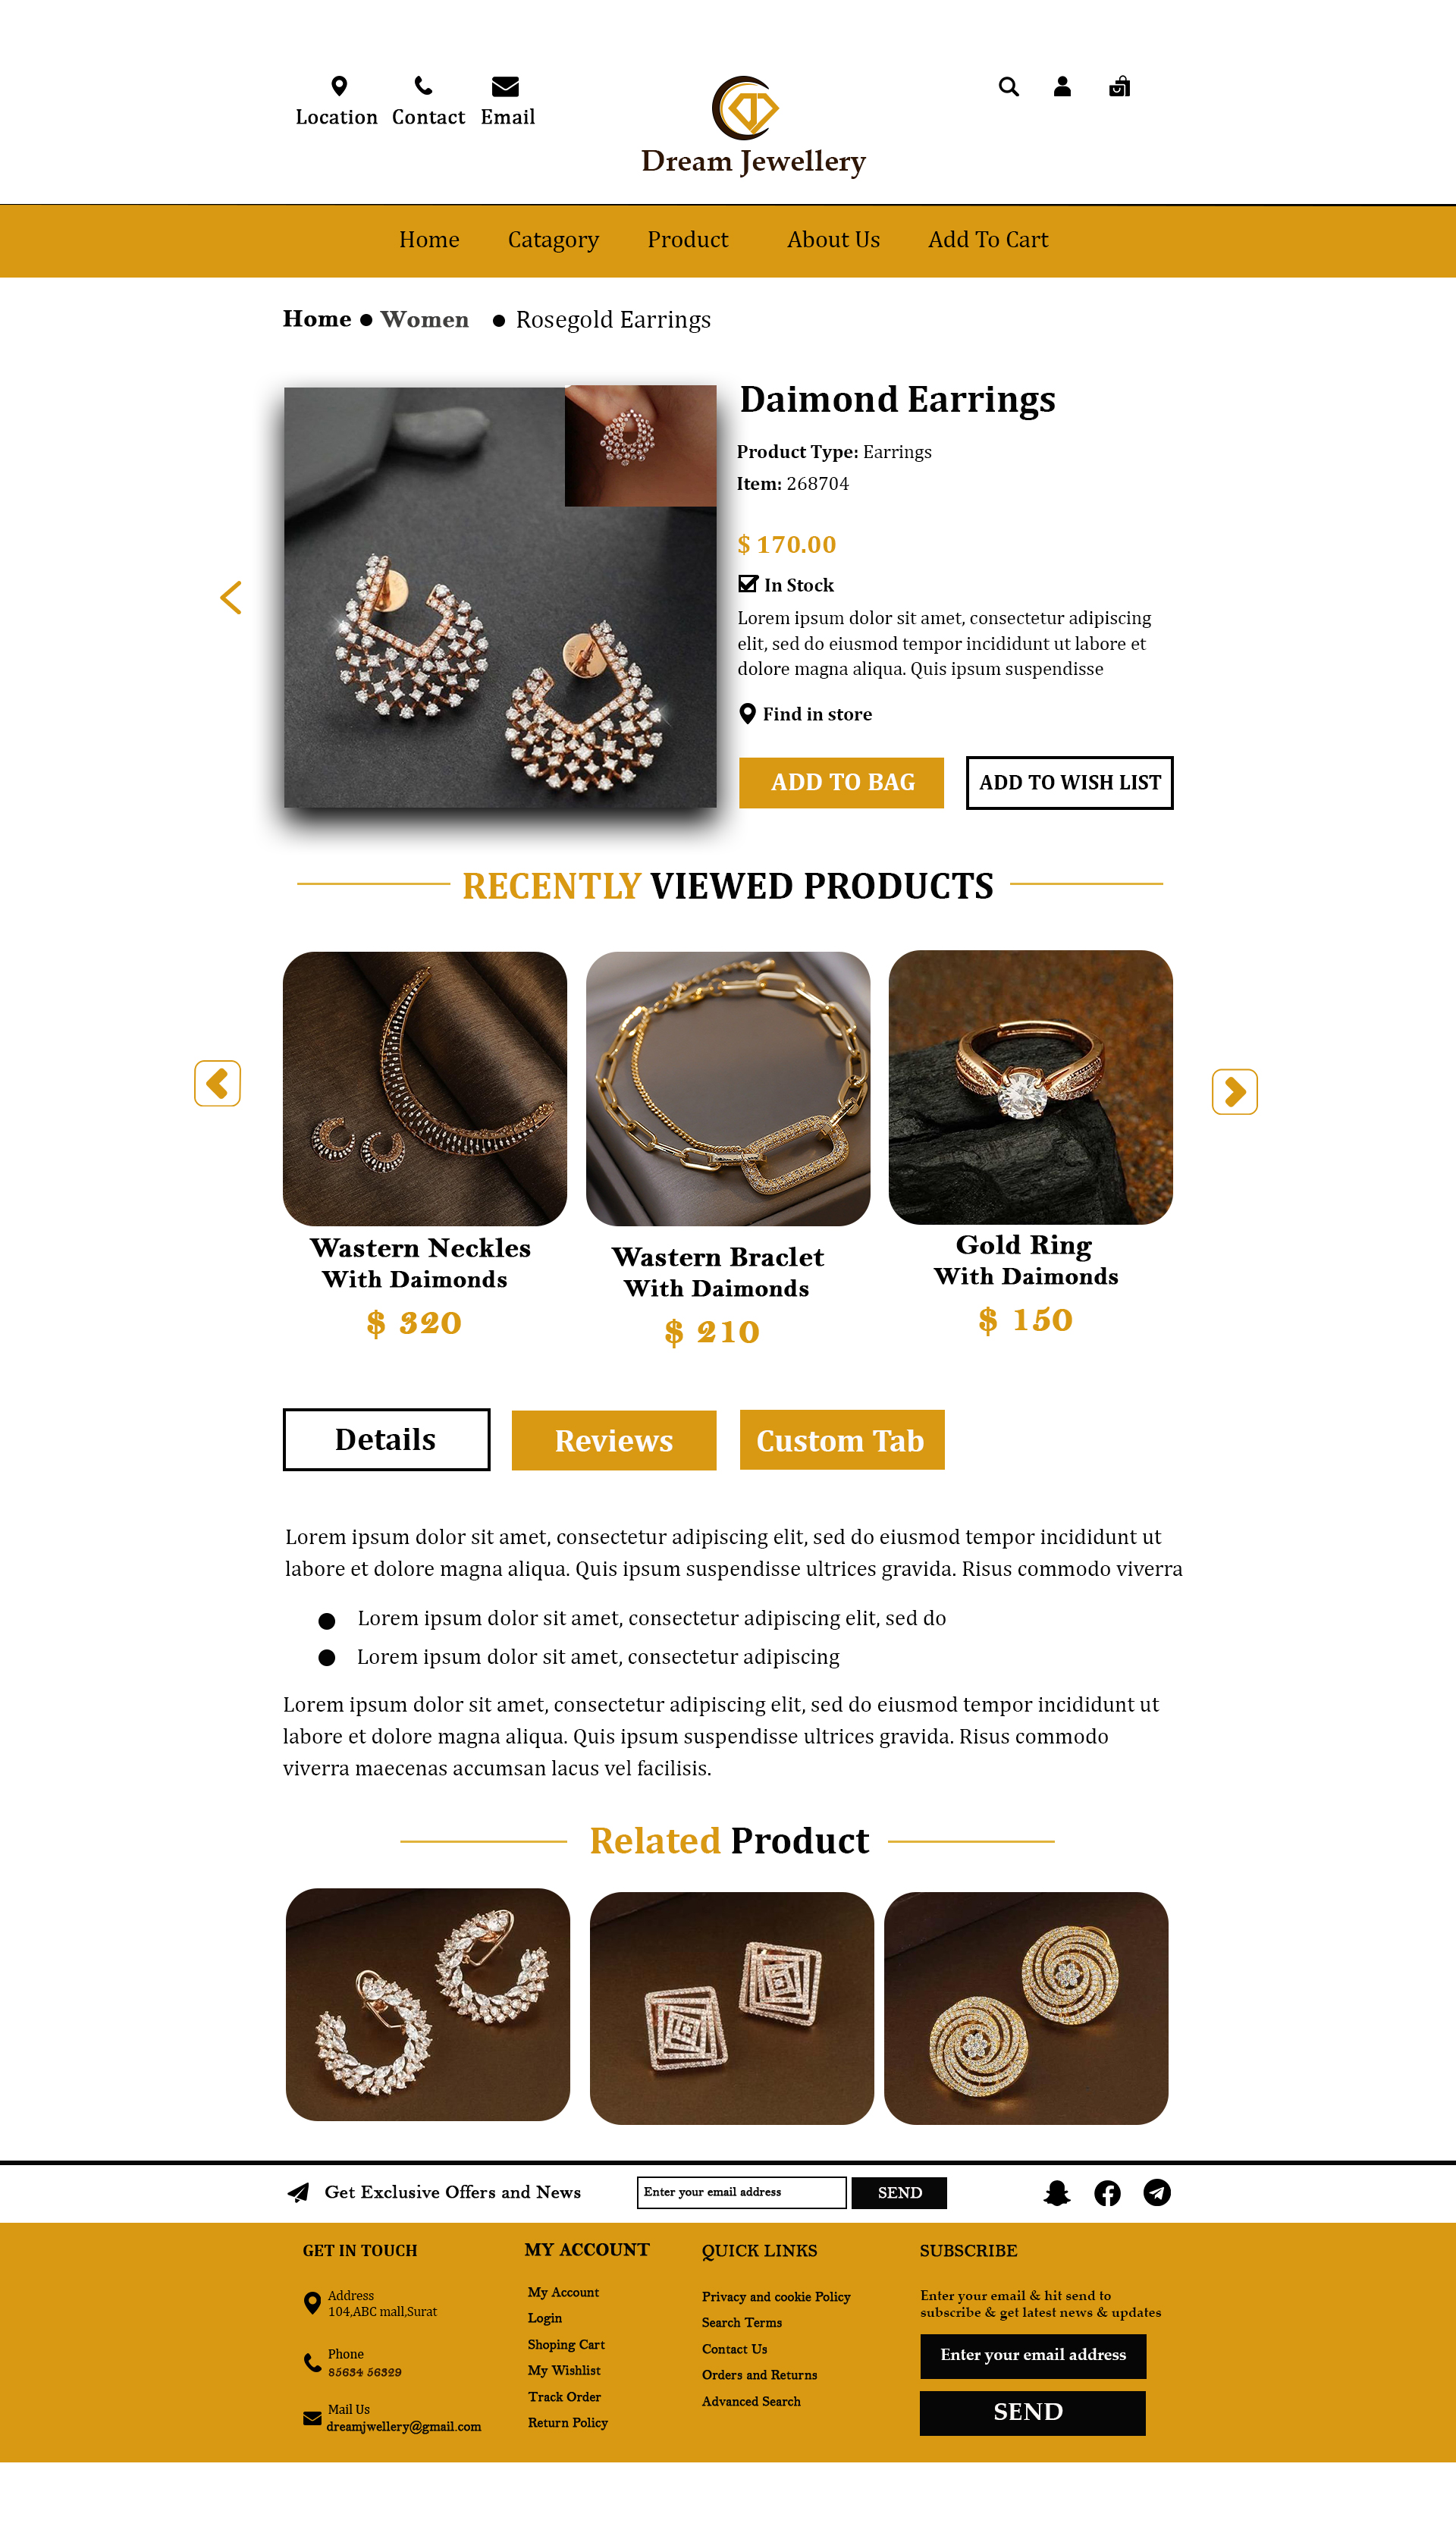 Location Contact Email
Dream Jewellery
Home Catagory Product About Us Add To Cart
Home Women Rosegold Earrings
Daimond Earrings
Product Type: Earrings
Item: 268704
$ 170.00
In Stock
Lorem ipsum dolor sit amet, consectetur adipiscing
elit, sed do eiusmod tempor incididunt ut labore et
dolore magna aliqua. Quis ipsum suspendisse
Find in store
ADD TO BAG
ADD TO WISH LIST
RECENTLY VIEWED PRODUCTS
Wastern Neckles
With Daimonds
$ 320
Wastern Braclet
With Daimonds
$ 210
Gold Ring
With Daimonds
$ 150
Details
Reviews
Custom Tab
Lorem ipsum dolor sit amet, consectetur adipiscing elit, sed do eiusmod tempor incididunt ut
labore et dolore magna aliqua. Quis ipsum suspendisse ultrices gravida. Risus commodo viverra
Lorem ipsum dolor sit amet, consectetur adipiscing elit, sed do
Lorem ipsum dolor sit amet, consectetur adipiscing
Lorem ipsum dolor sit amet, consectetur adipiscing elit, sed do eiusmod tempor incididunt ut
labore et dolore magna aliqua. Quis ipsum suspendisse ultrices gravida. Risus commodo
viverra maecenas accumsan lacus vel facilisis.
Related Product
Get Exclusive Offers and News
Enter your email address
SEND
GET IN TOUCH
Address
104,ABC mall,Surat
Phone
85634 56329
Mail Us
dreamjwellery@gmail.com
MY ACCOUNT
My Account
Login
Shoping Cart
My Wishlist
Track Order
Return Policy
QUICK LINKS
Privacy and cookie Policy
Search Terms
Contact Us
Orders and Returns
Advanced Search
SUBSCRIBE
Enter your email & hit send to
subscribe & get latest news & updates
Enter your email address
SEND